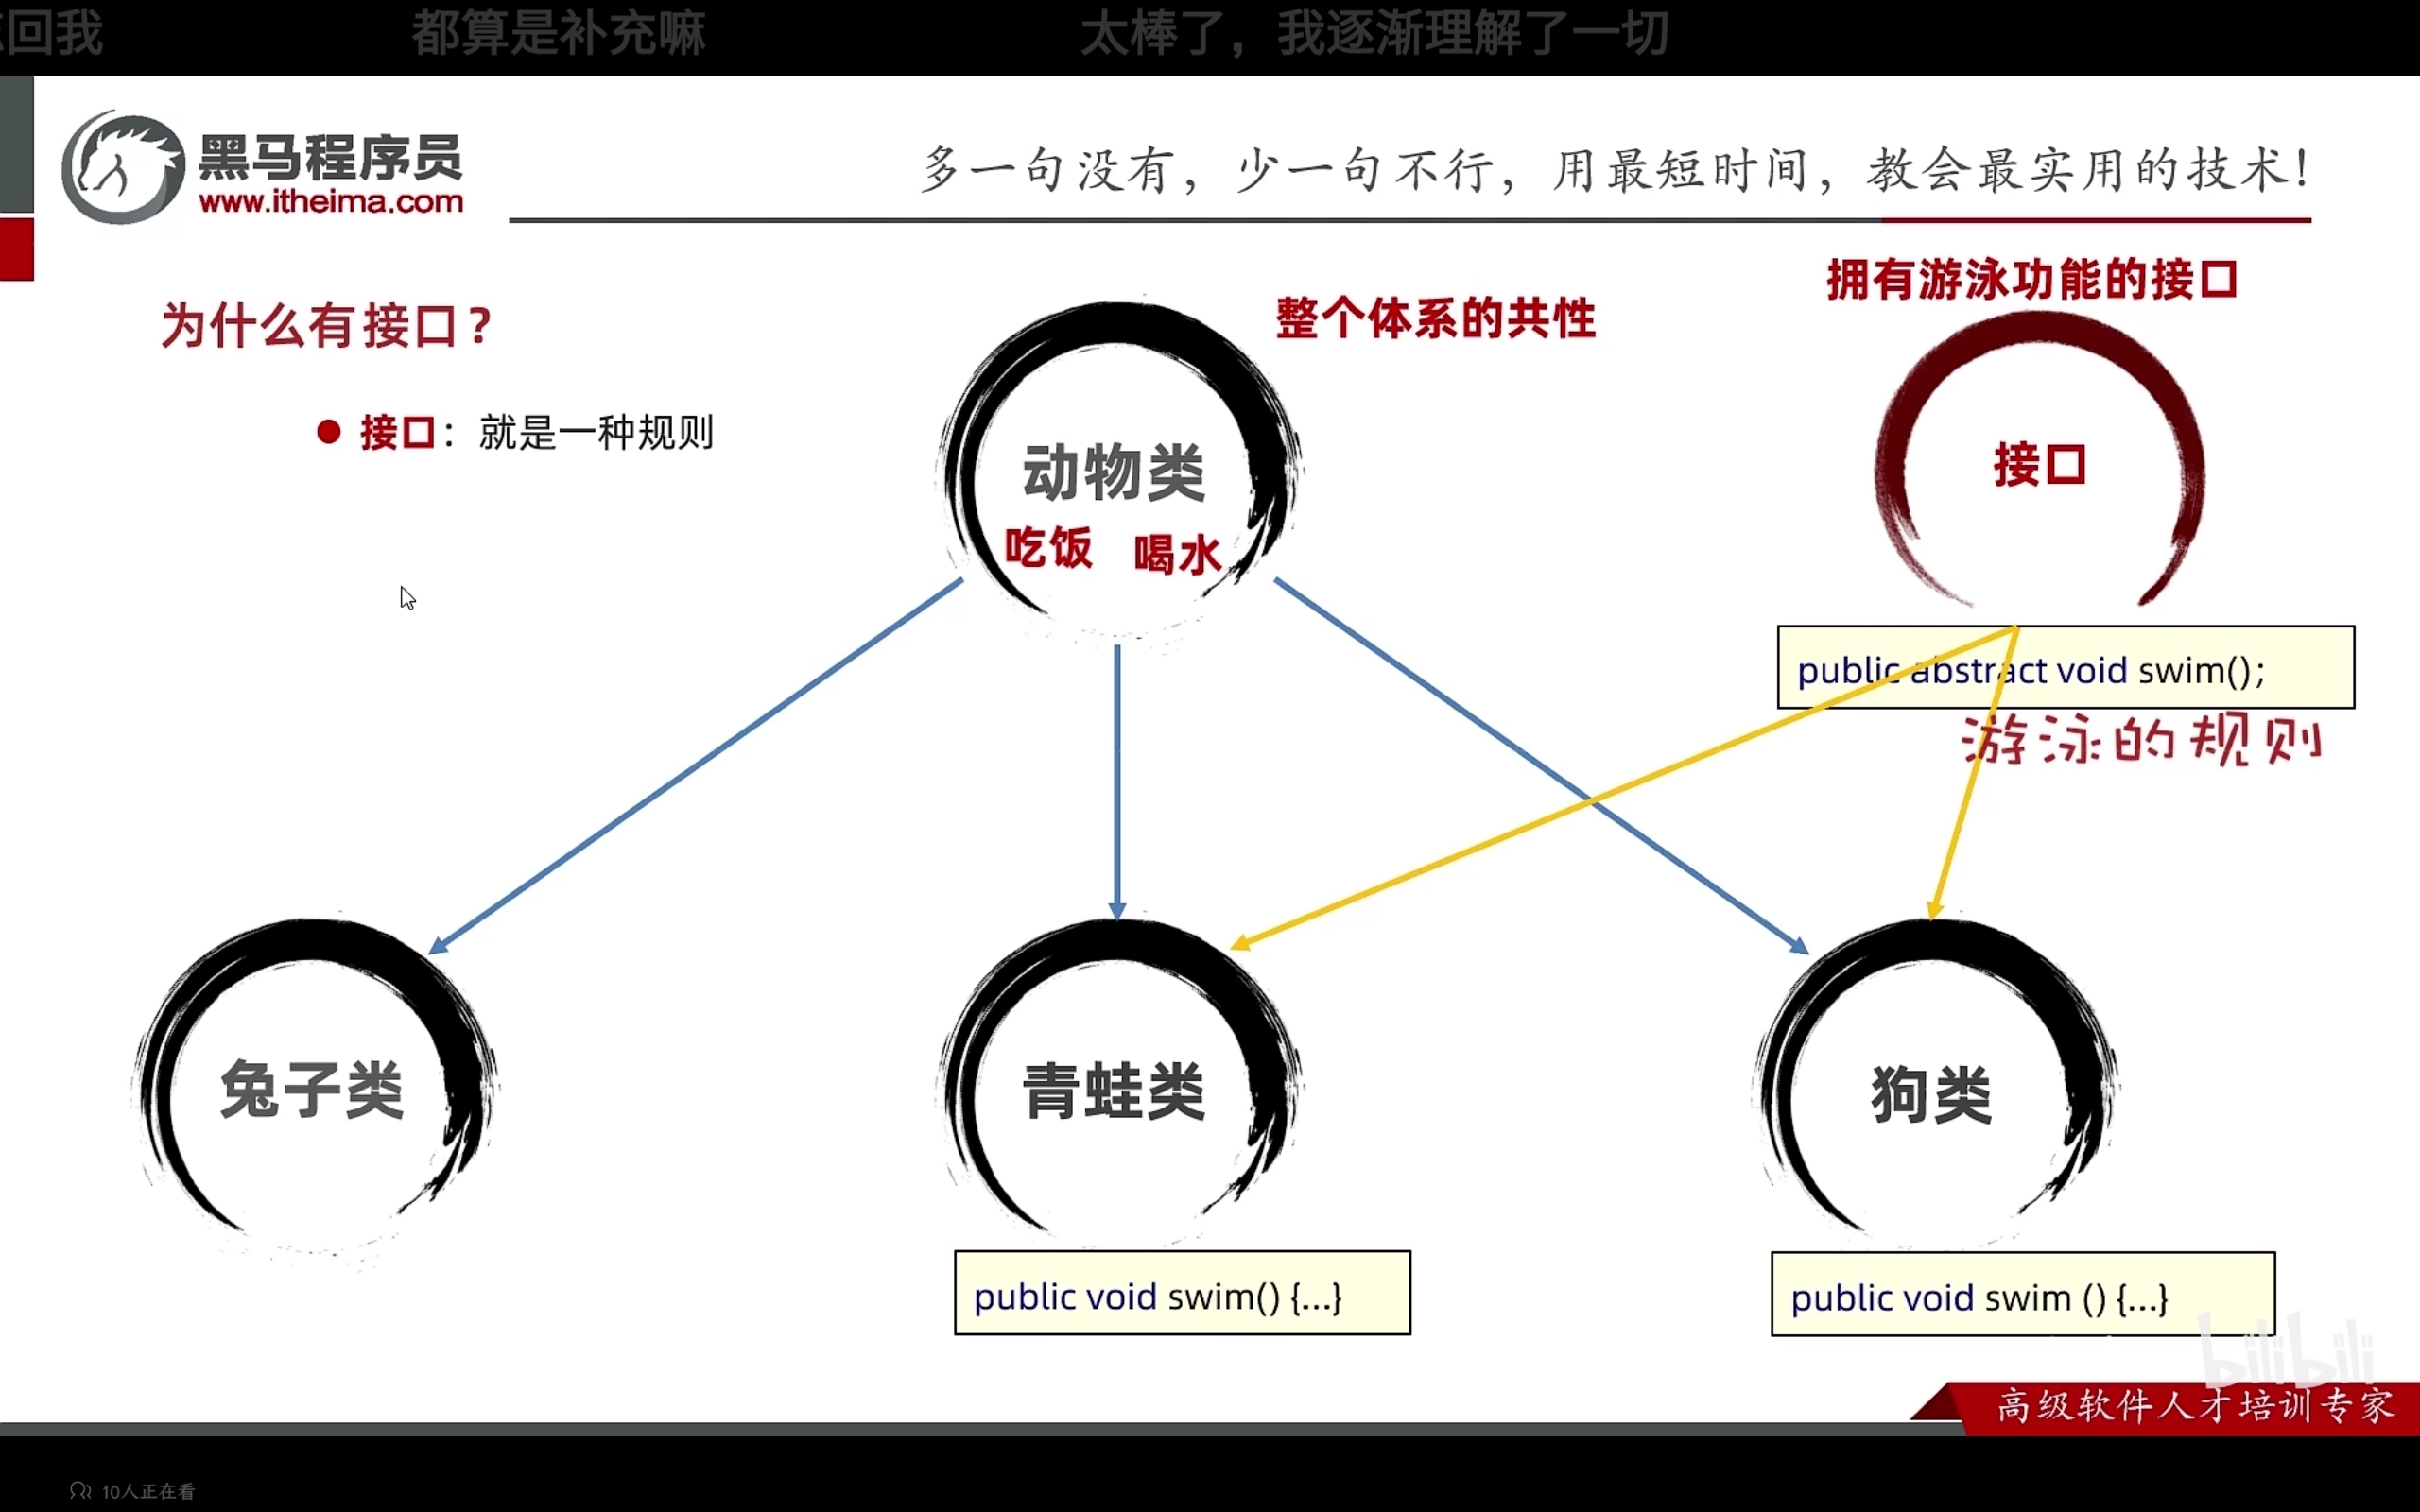 回我
都算是补充嘛
太棒了，我逐渐理解了一切
黑马程序员
www.itheima.com
多一句没有，少一句不行，用最短时间，教会最实用的技术！
为什么有接口？
整个体系的共性
拥有游泳功能的接口
接口：就是一种规则
动物类
吃饭 喝水
接口
public abstract void swim();
游泳的规则
兔子类
青蛙类
狗类
public void swim() {...}
public void swim () {...}
bilibili
高级软件人才培训专家
10人正在看